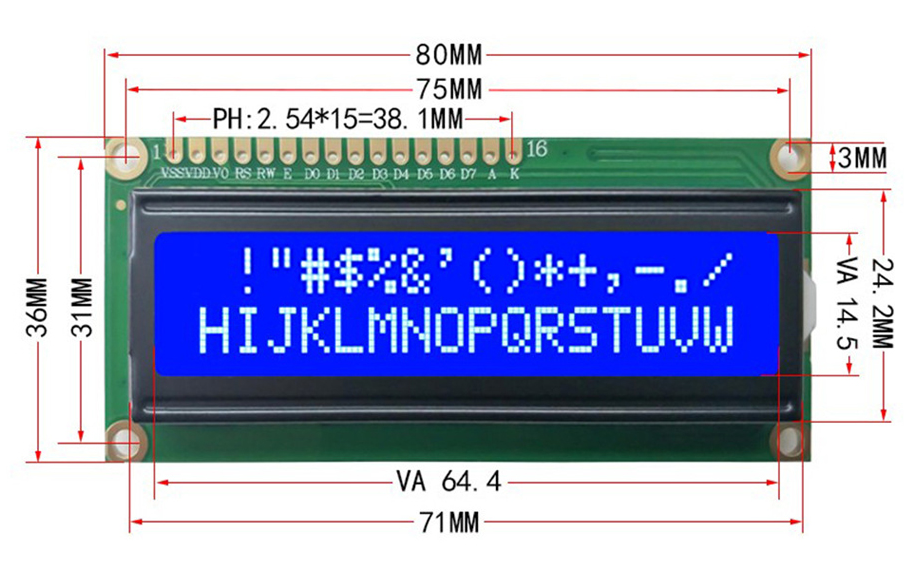 80MM
75MM
PH:2.54*15=38.1MM
1 16
VSS VDD V0 RS RW E D0 D1 D2 D3 D4 D5 D6 D7 A K
3MM
36MM
31MM
!"#$%&'()*+,-./
HIJKLMNOPQRSTUVW
VA 14.5
24.2MM
VA 64.4
71MM